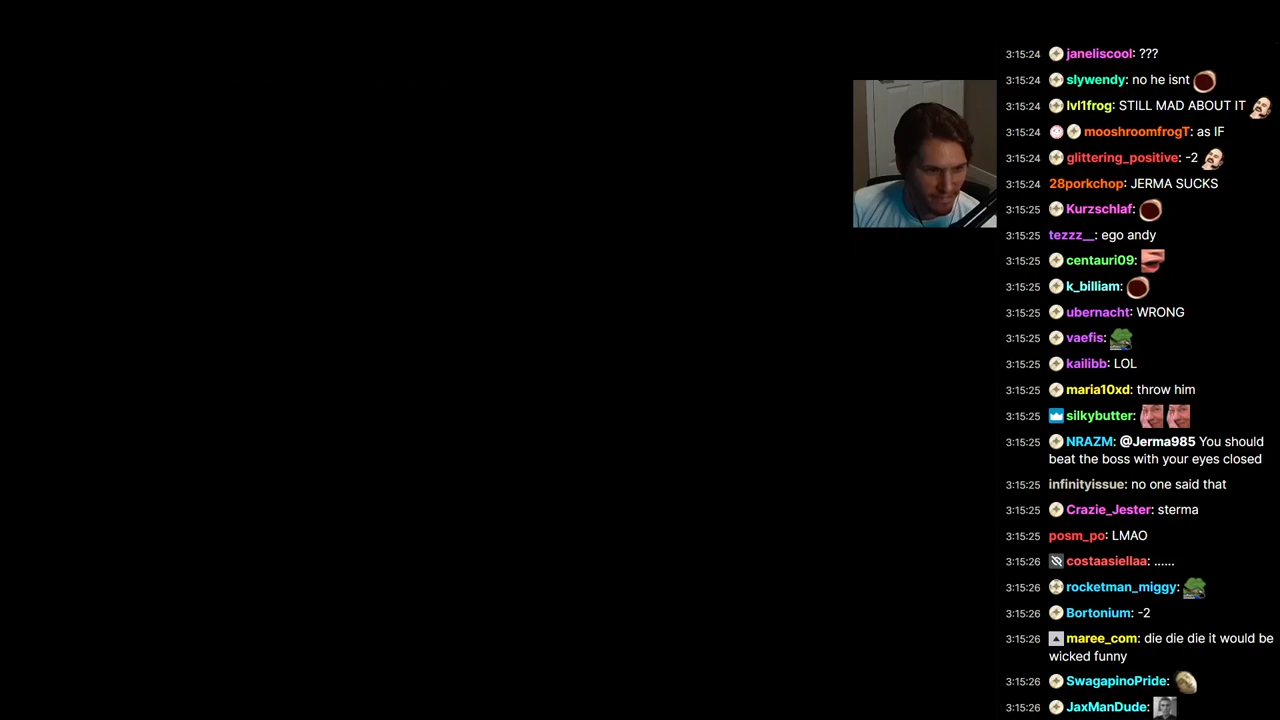 3:15:24 janeliscool: ???
3:15:24 slywendy: no he isnt
3:15:24 lvl1frog: STILL MAD ABOUT IT
3:15:24 mooshroomfrogT: as IF
3:15:24 glittering_positive: -2
3:15:24 28porkchop: JERMA SUCKS
3:15:25 Kurzschlaf:
3:15:25 tezzz__: ego andy
3:15:25 centauri09:
3:15:25 k_billiam:
3:15:25 ubernacht: WRONG
3:15:25 vaefis:
3:15:25 kailibb: LOL
3:15:25 maria10xd: throw him
3:15:25 silkybutter:
3:15:25 NRAZM: @Jerma985 You should
beat the boss with your eyes closed
3:15:25 infinityissue: no one said that
3:15:25 Crazie_Jester: sterma
3:15:25 posm_po: LMAO
3:15:26 costaasiellaa: ......
3:15:26 rocketman_miggy:
3:15:26 Bortonium: -2
3:15:26 maree_com: die die die it would be
wicked funny
3:15:26 SwagapinoPride:
3:15:26 JaxManDude: